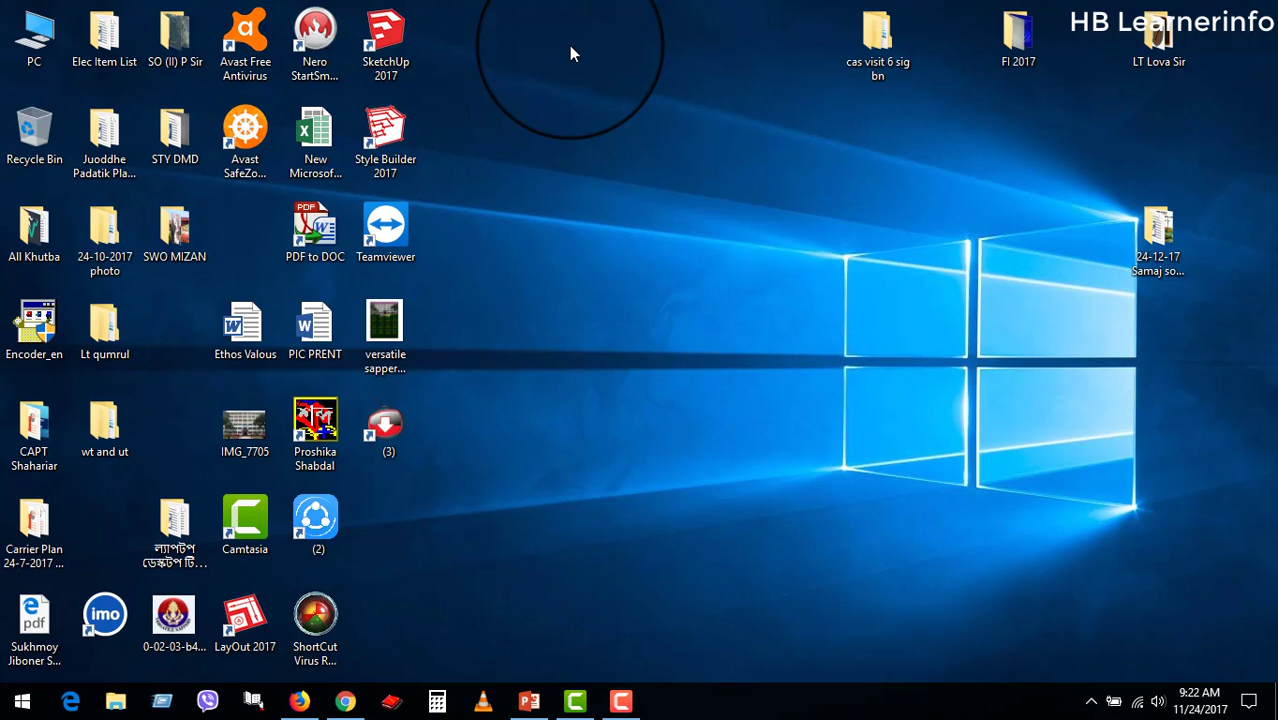 HB Learnerinfo
PC
Elec Item List
SO (II) P Sir
Avast Free
Antivirus
Nero
StartSm...
SketchUp
2017
cas visit 6 sig
bn
FI 2017
LT Lova Sir
Recycle Bin
Juoddhe
Padatik Pla...
STY DMD
Avast
SafeZo...
New
Microsof...
Style Builder
2017
All Khutba
24-10-2017
photo
SWO MIZAN
PDF
PDF to DOC
Teamviewer
24-12-17
Samaj so...
Encoder_en
Lt qumrul
Ethos Valous
PIC PRENT
versatile
sapper...
CAPT
Shahariar
wt and ut
IMG_7705
Proshika
Shabdal
(3)
Carrier Plan
24-7-2017 ...
ল্যাপটপ
ডেস্কটপ টি...
Camtasia
(2)
pdf
Sukhmoy
Jiboner S...
imo
0-02-03-b4...
LayOut 2017
ShortCut
Virus R...
9:22 AM
11/24/2017